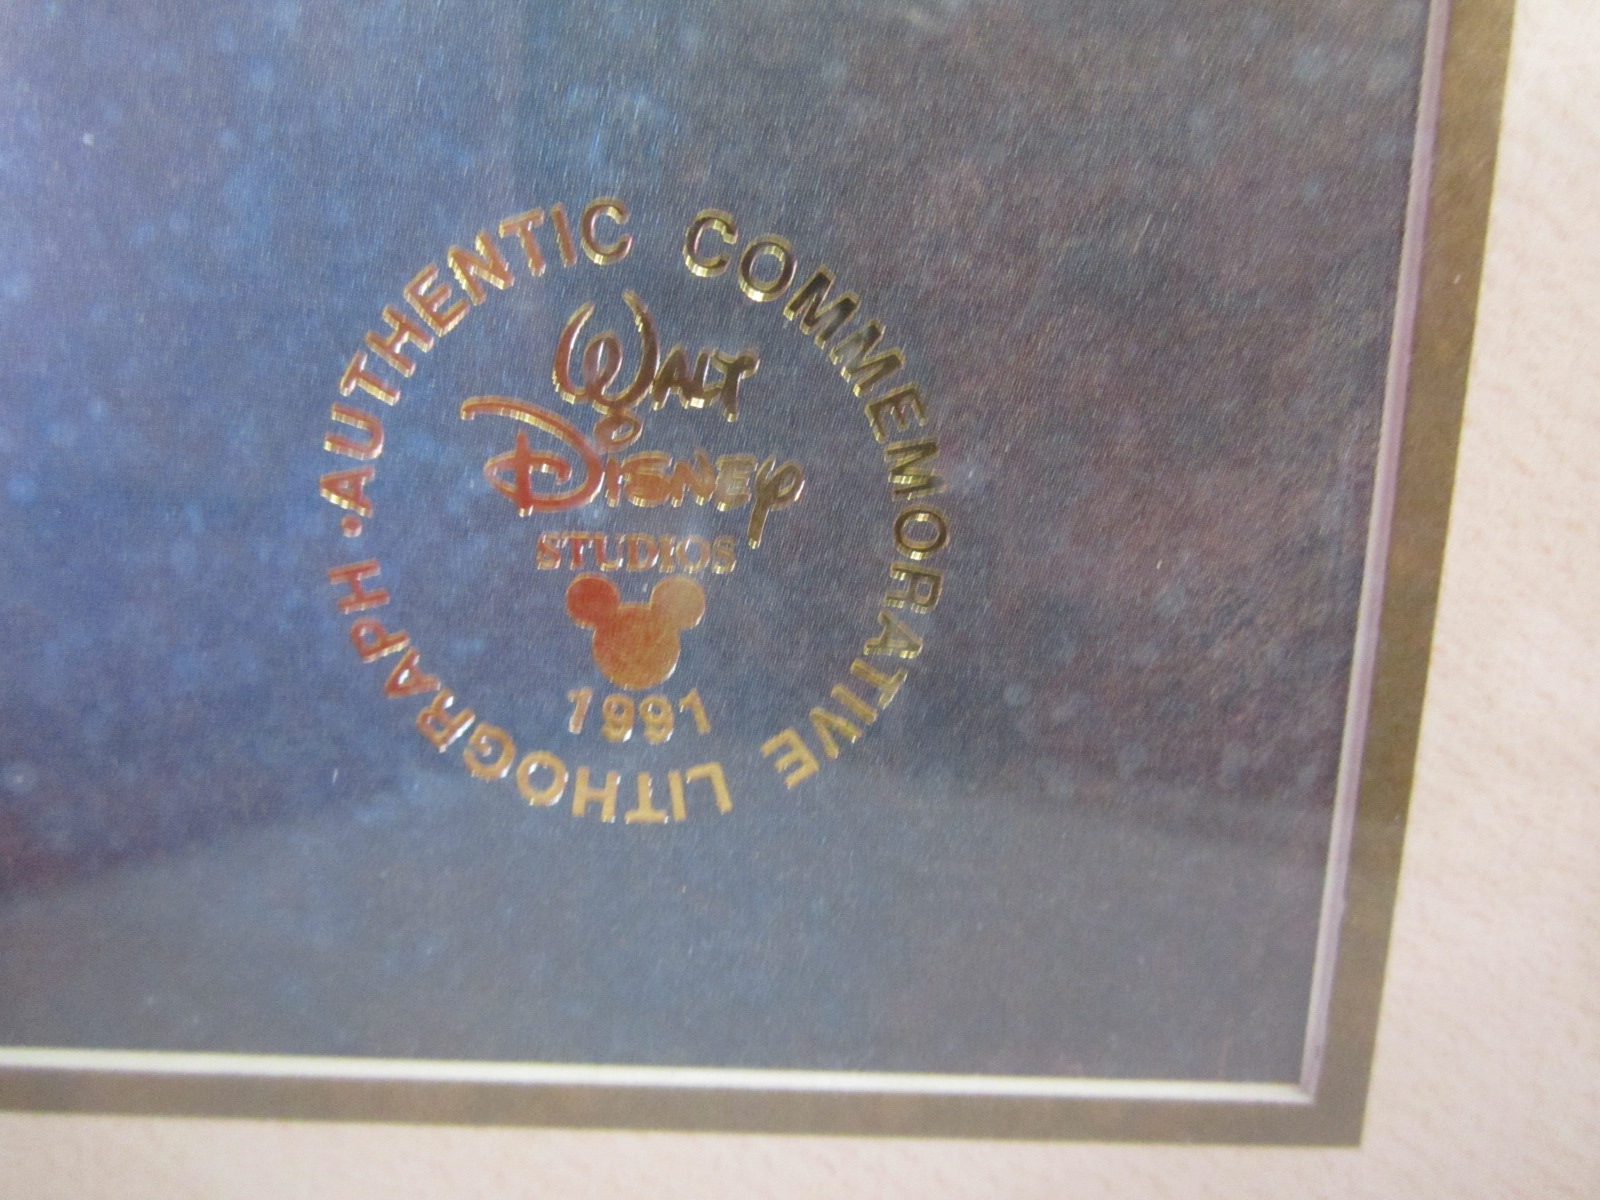 AUTHENTIC COMMEMORATIVE LITHOGRAPH •
WALT
DISNEY
STUDIOS
1991